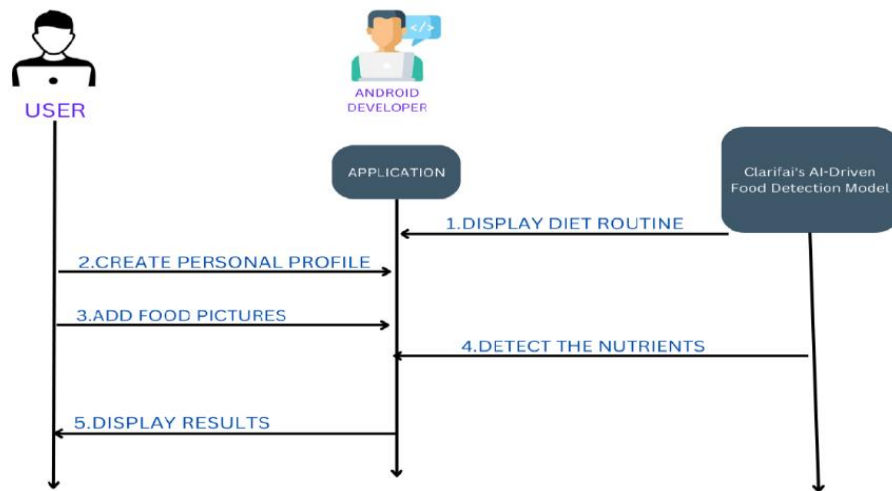 </>
USER
ANDROID
DEVELOPER
APPLICATION
Clarifai's AI-Driven
Food Detection Model
1.DISPLAY DIET ROUTINE
2.CREATE PERSONAL PROFILE
3.ADD FOOD PICTURES
4.DETECT THE NUTRIENTS
5.DISPLAY RESULTS